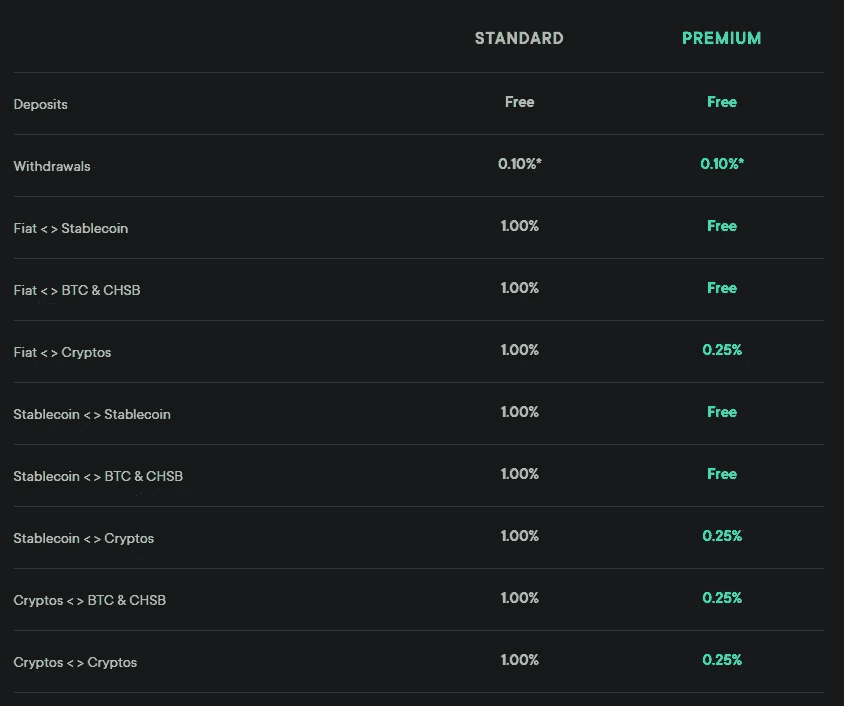 STANDARD PREMIUM
Deposits Free Free
Withdrawals 0.10%* 0.10%*
Fiat < > Stablecoin 1.00% Free
Fiat < > BTC & CHSB 1.00% Free
Fiat < > Cryptos 1.00% 0.25%
Stablecoin < > Stablecoin 1.00% Free
Stablecoin < > BTC & CHSB 1.00% Free
Stablecoin < > Cryptos 1.00% 0.25%
Cryptos < > BTC & CHSB 1.00% 0.25%
Cryptos < > Cryptos 1.00% 0.25%